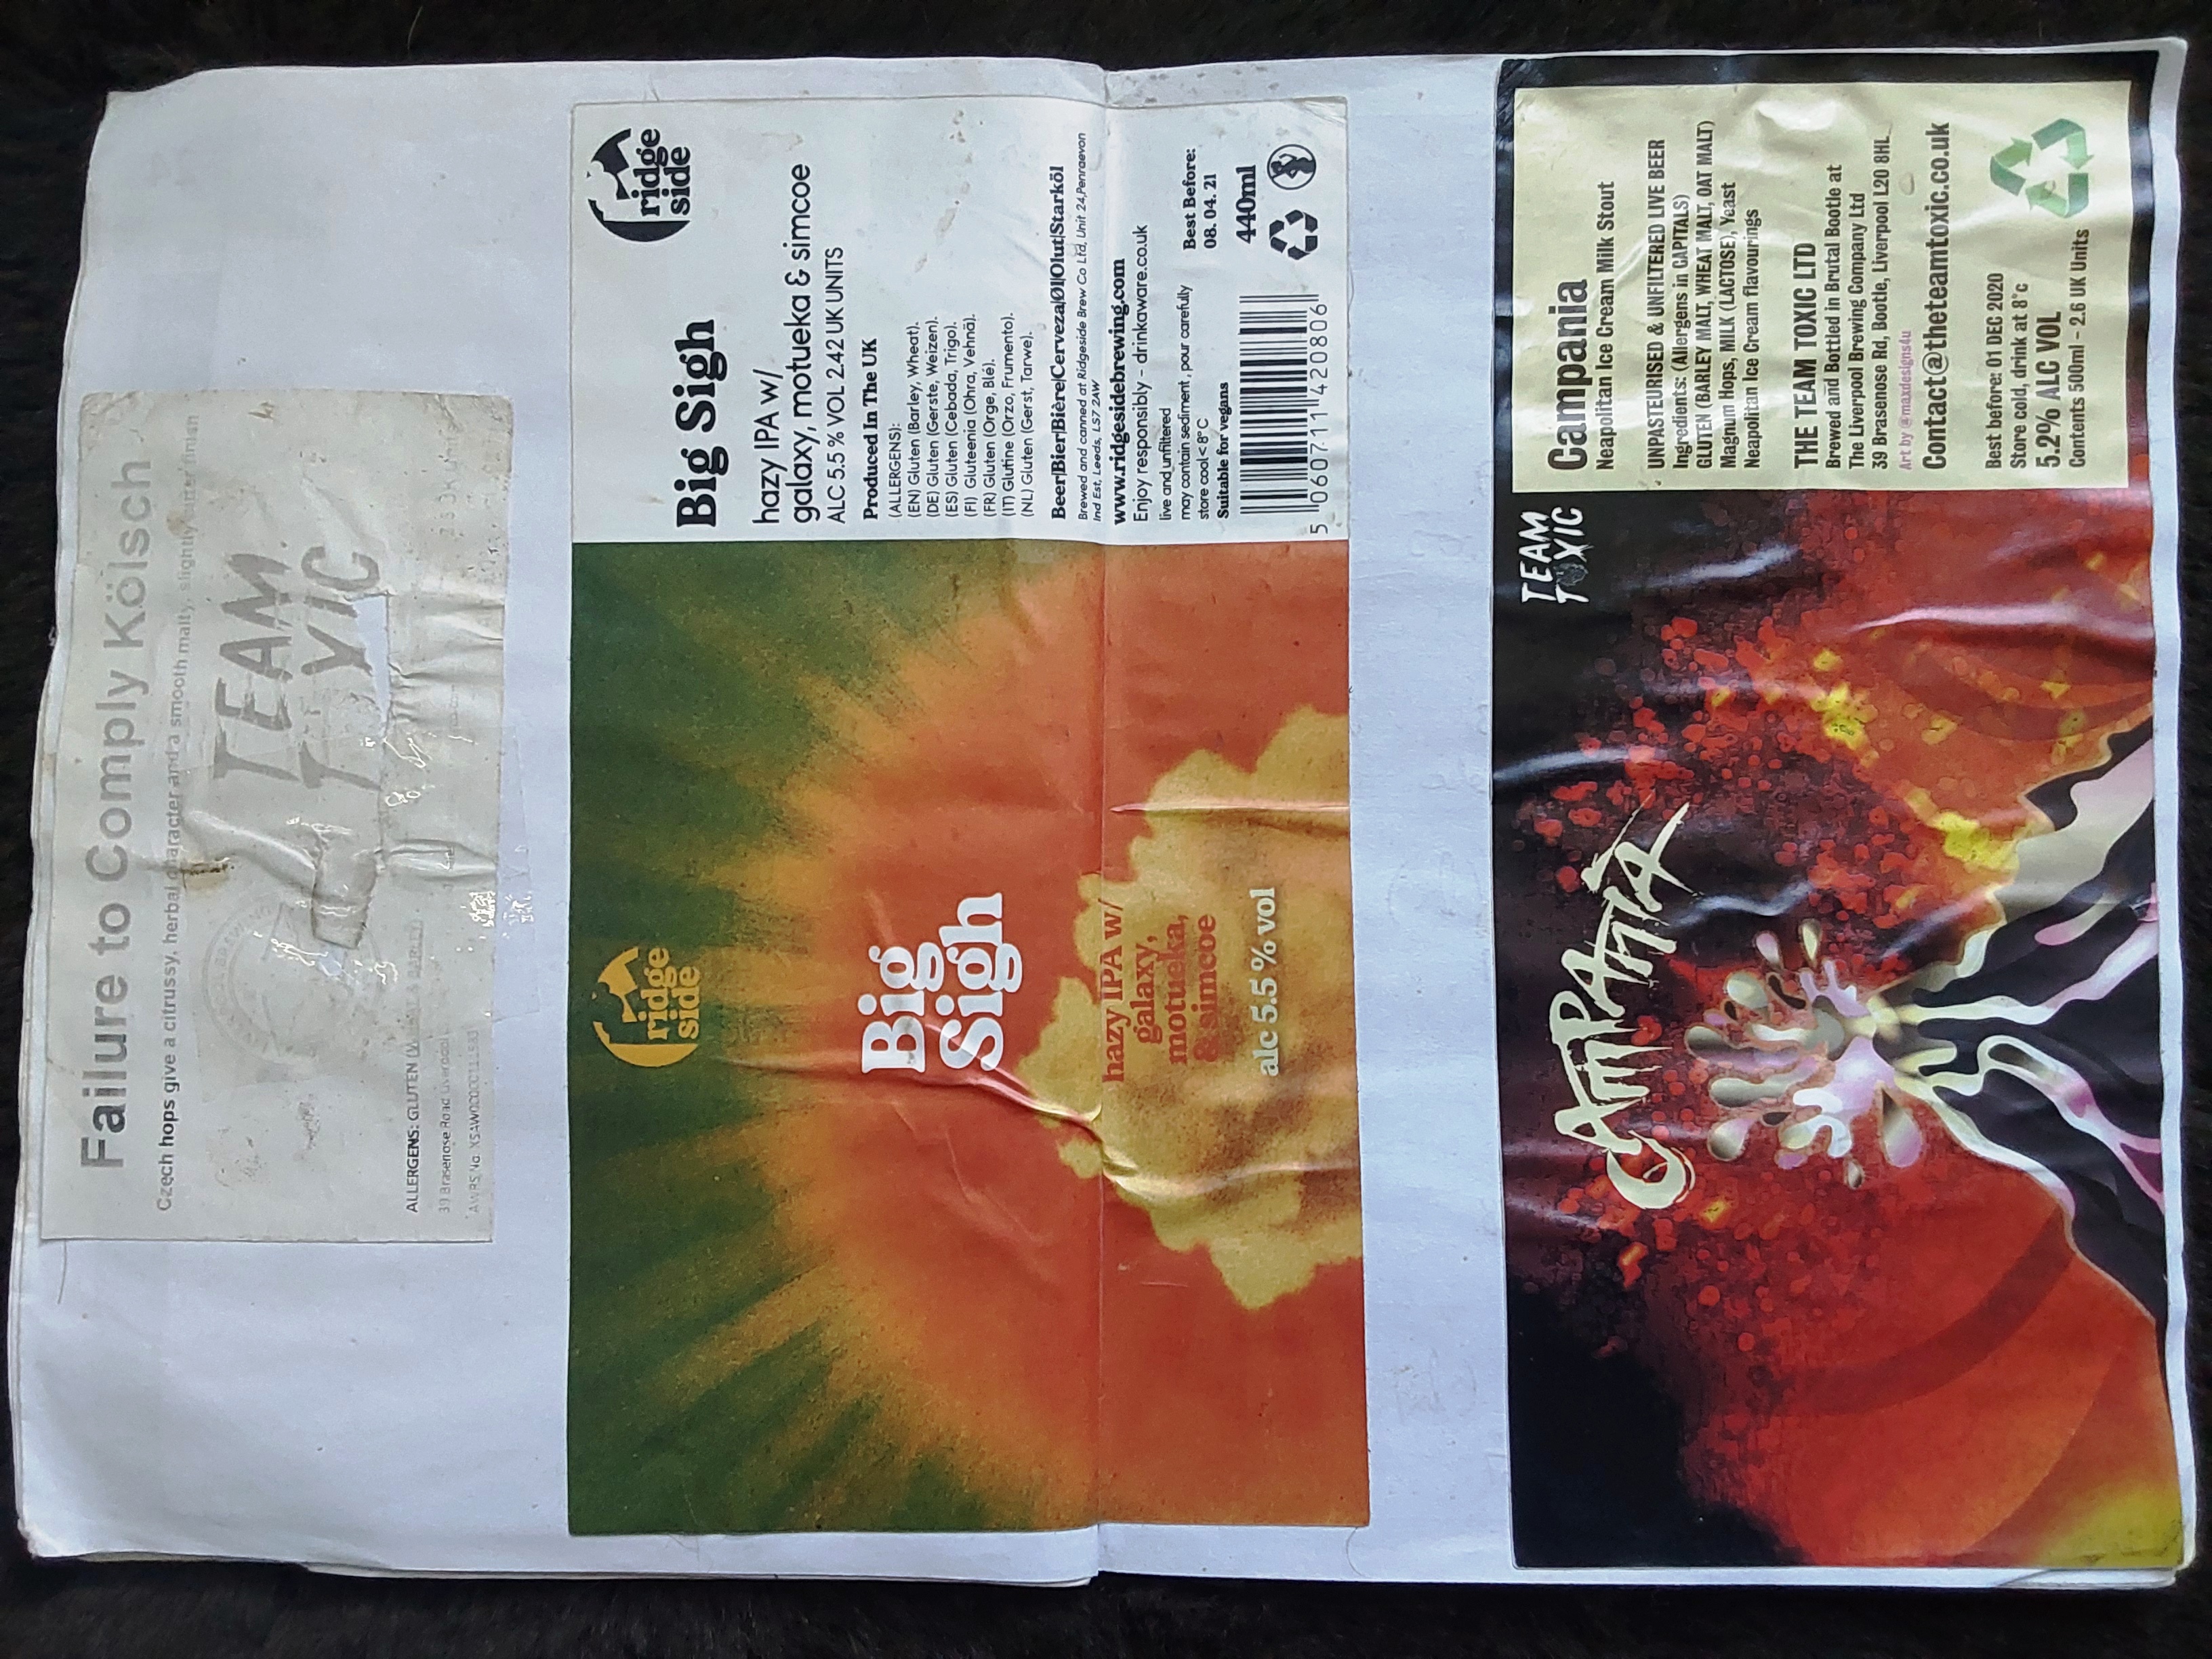 Failure to Comply Kölsch
Czech hops give a citrussy, herbal character and a smooth malty, slightly
TEAM
TOXIC
ALLERGENS: GLUTEN BARLEY
39 Brasenose Road Liverpool
AWRS No.
ridge
side
Big
Sigh
hazy IPA w/
galaxy,
motueka,
& simcoe
alc 5.5 % vol
ridge
side
Big Sigh
hazy IPA w/
galaxy, motueka & simcoe
ALC 5.5 % VOL 2.42 UK UNITS
Produced In The UK
(ALLERGENS):
(EN) Gluten (Barley, Wheat).
(DE) Gluten (Gerste, Weizen).
(ES) Gluten (Cebada, Trigo).
(FI) Gluteenia (Ohra, Vehnä).
(FR) Gluten (Orge, Blé).
(IT) Glutine (Orzo, Frumento).
(NL) Gluten (Gerst, Tarwe).
Beer|Bier|Bière|Cerveza|Øl|Olut|Starköl
Brewed and canned at Ridgeside Brew Co Ltd, Unit 24,Penraevon
Ind Est, Leeds, LS7 2AW
www.ridgesidebrewing.com
Enjoy responsibly - drinkaware.co.uk
live and unfiltered
may contain sediment, pour carefully
store cool < 8°C
Suitable for vegans
Best Before:
08. 04. 21
440ml
5 060711 420806
CAMPANIA
TEAM
TOXIC
Campania
Neapolitan Ice Cream Milk Stout
UNPASTEURISED & UNFILTERED LIVE BEER
Ingredients: (Allergens in CAPITALS)
GLUTEN (BARLEY MALT, WHEAT MALT, OAT MALT)
Magnum Hops, MILK (LACTOSE), Yeast
Neapolitan Ice Cream flavourings
THE TEAM TOXIC LTD
Brewed and Bottled in Brutal Bootle at
The Liverpool Brewing Company Ltd
39 Brasenose Rd, Bootle, Liverpool L20 8HL
Art by @maxdesigns4u
Contact@theteamtoxic.co.uk
Best before: 01 DEC 2020
Store cold, drink at 8°c
5.2% ALC VOL
Contents 500ml - 2.6 UK Units